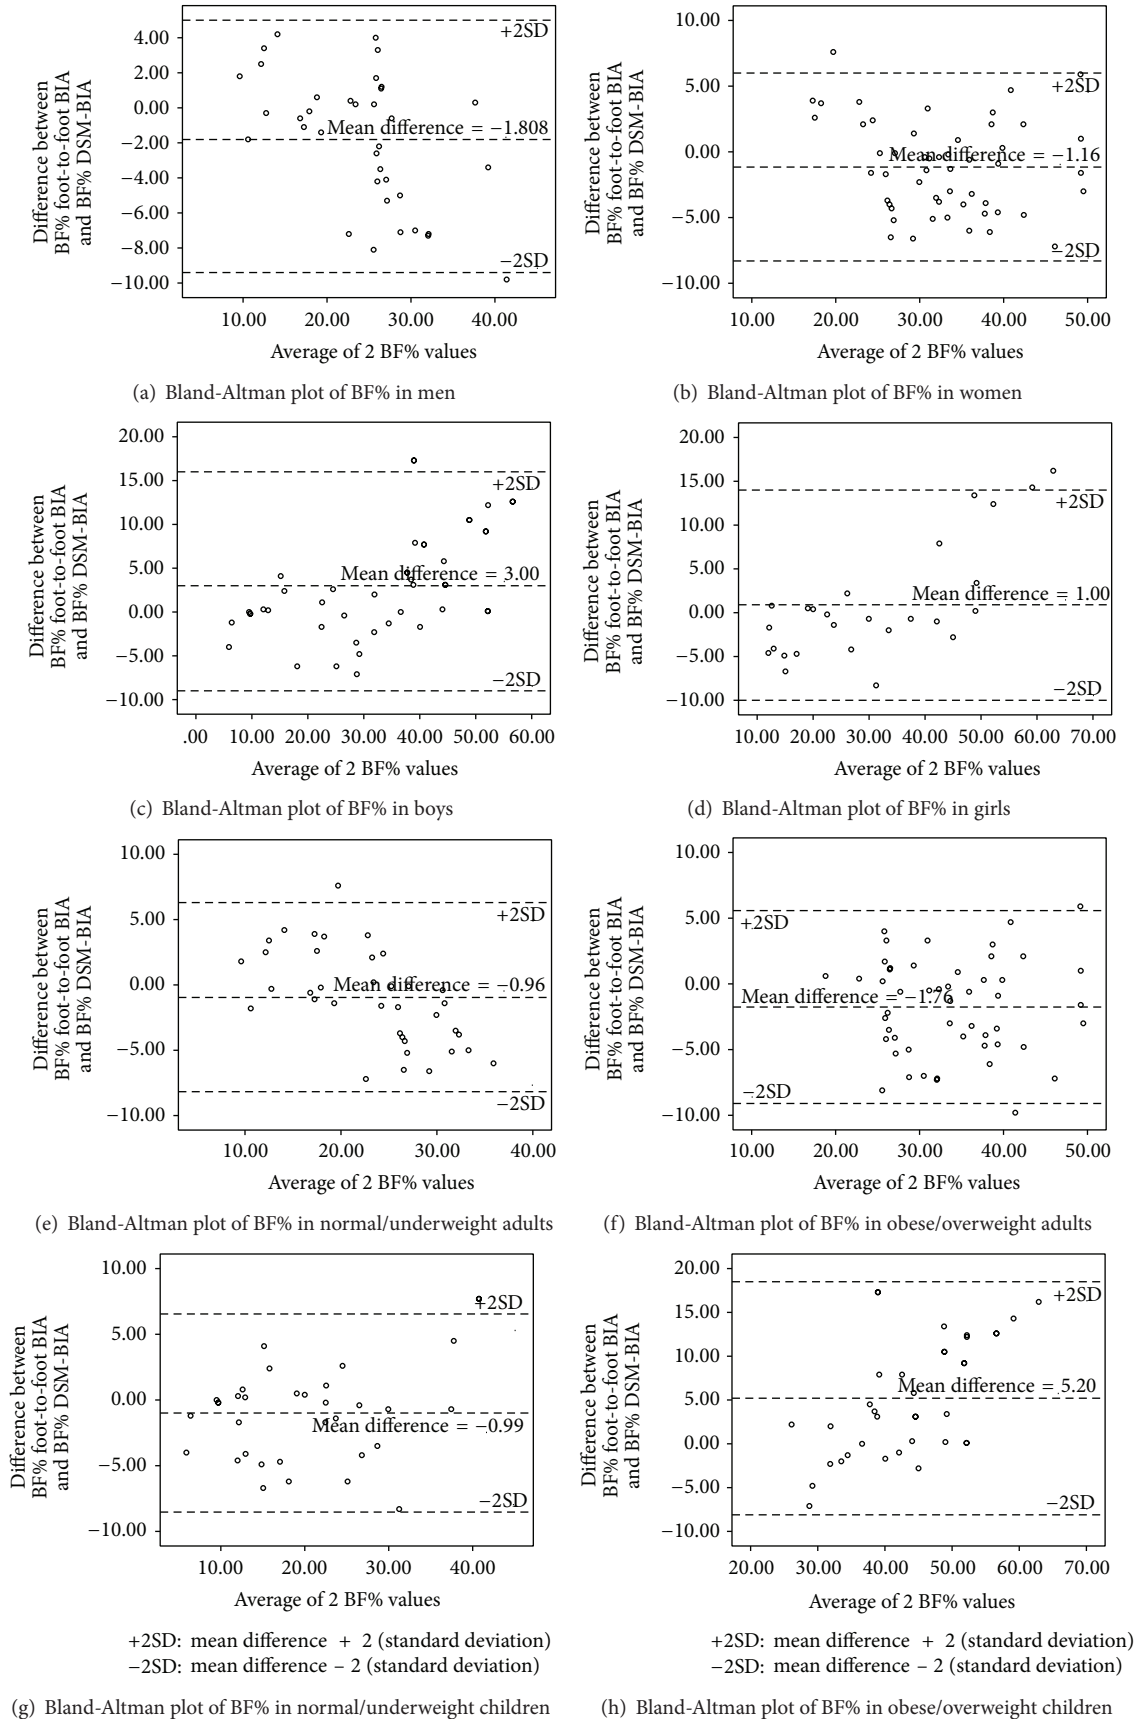 Difference between
BF% foot-to-foot BIA
and BF% DSM-BIA
4.00
2.00
0.00
−2.00
−4.00
−6.00
−8.00
−10.00
+2SD
Mean difference = −1.808
−2SD
10.00 20.00 30.00 40.00
Average of 2 BF% values
(a) Bland-Altman plot of BF% in men
Difference between
BF% foot-to-foot BIA
and BF% DSM-BIA
10.00
5.00
0.00
−5.00
−10.00
+2SD
Mean difference = −1.16
−2SD
10.00 20.00 30.00 40.00 50.00
Average of 2 BF% values
(b) Bland-Altman plot of BF% in women
Difference between
BF% foot-to-foot BIA
and BF% DSM-BIA
20.00
15.00
10.00
5.00
0.00
−5.00
−10.00
+2SD
Mean difference = 3.00
−2SD
.00 10.00 20.00 30.00 40.00 50.00 60.00
Average of 2 BF% values
(c) Bland-Altman plot of BF% in boys
Difference between
BF% foot-to-foot BIA
and BF% DSM-BIA
20.00
15.00
10.00
5.00
0.00
−5.00
−10.00
+2SD
Mean difference = 1.00
−2SD
10.00 20.00 30.00 40.00 50.00 60.00 70.00
Average of 2 BF% values
(d) Bland-Altman plot of BF% in girls
Difference between
BF% foot-to-foot BIA
and BF% DSM-BIA
10.00
5.00
0.00
−5.00
−10.00
+2SD
Mean difference = −0.96
−2SD
10.00 20.00 30.00 40.00
Average of 2 BF% values
(e) Bland-Altman plot of BF% in normal/underweight adults
Difference between
BF% foot-to-foot BIA
and BF% DSM-BIA
10.00
5.00
0.00
−5.00
−10.00
+2SD
Mean difference = −1.76
−2SD
10.00 20.00 30.00 40.00 50.00
Average of 2 BF% values
(f) Bland-Altman plot of BF% in obese/overweight adults
Difference between
BF% foot-to-foot BIA
and BF% DSM-BIA
10.00
5.00
0.00
−5.00
−10.00
+2SD
Mean difference = −0.99
−2SD
10.00 20.00 30.00 40.00
Average of 2 BF% values
+2SD: mean difference + 2 (standard deviation)
−2SD: mean difference – 2 (standard deviation)
(g) Bland-Altman plot of BF% in normal/underweight children
Difference between
BF% foot-to-foot BIA
and BF% DSM-BIA
20.00
15.00
10.00
5.00
0.00
−5.00
−10.00
+2SD
Mean difference = 5.20
−2SD
20.00 30.00 40.00 50.00 60.00 70.00
Average of 2 BF% values
+2SD: mean difference + 2 (standard deviation)
−2SD: mean difference – 2 (standard deviation)
(h) Bland-Altman plot of BF% in obese/overweight children